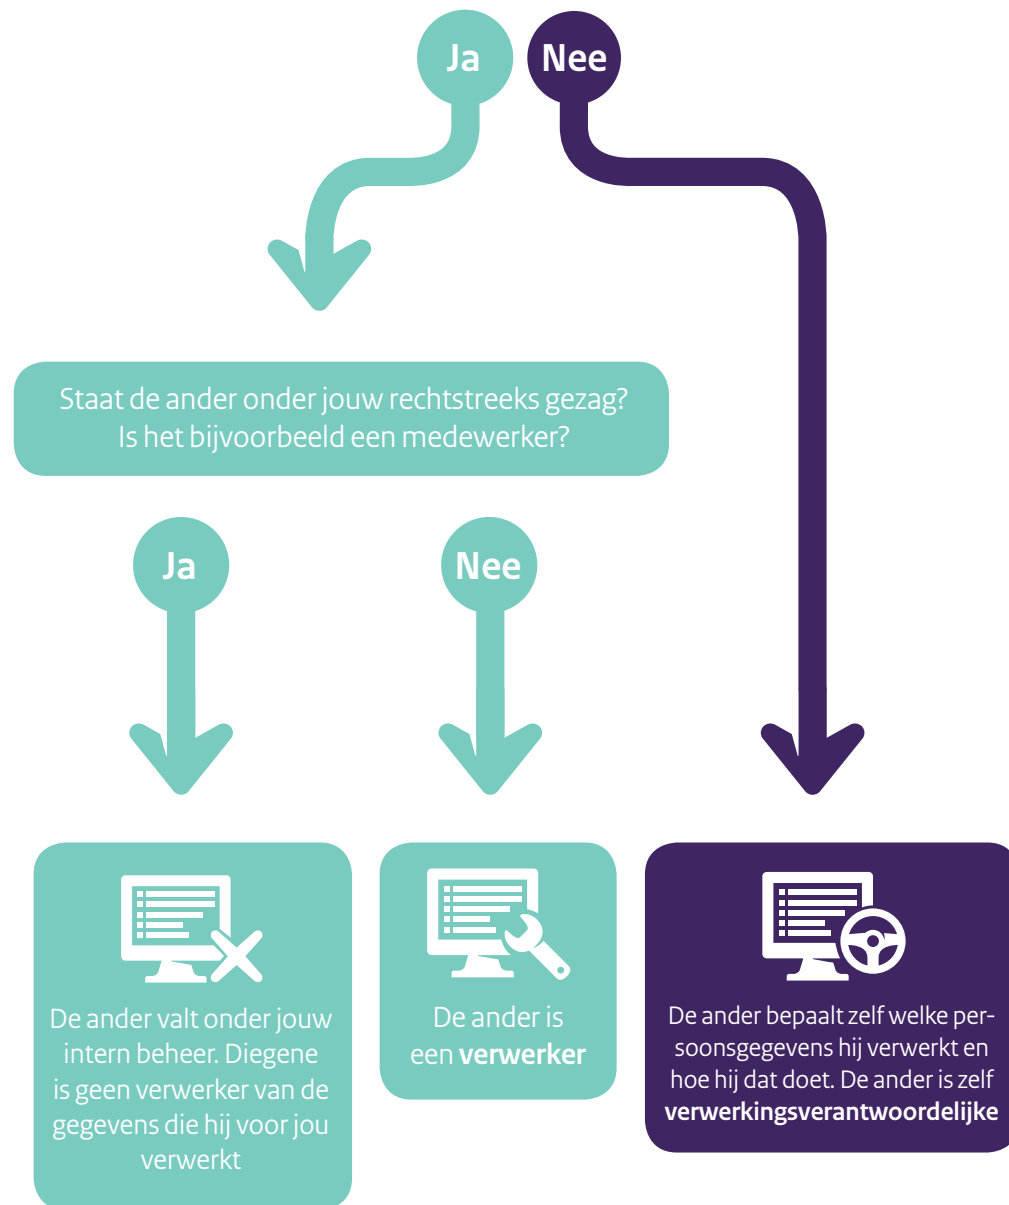 Ja
Nee
Staat de ander onder jouw rechtstreeks gezag?
Is het bijvoorbeeld een medewerker?
Ja
Nee
De ander valt onder jouw
intern beheer. Diegene
is geen verwerker van de
gegevens die hij voor jou
verwerkt
De ander is
een verwerker
De ander bepaalt zelf welke per-
soonsgegevens hij verwerkt en
hoe hij dat doet. De ander is zelf
verwerkingsverantwoordelijke